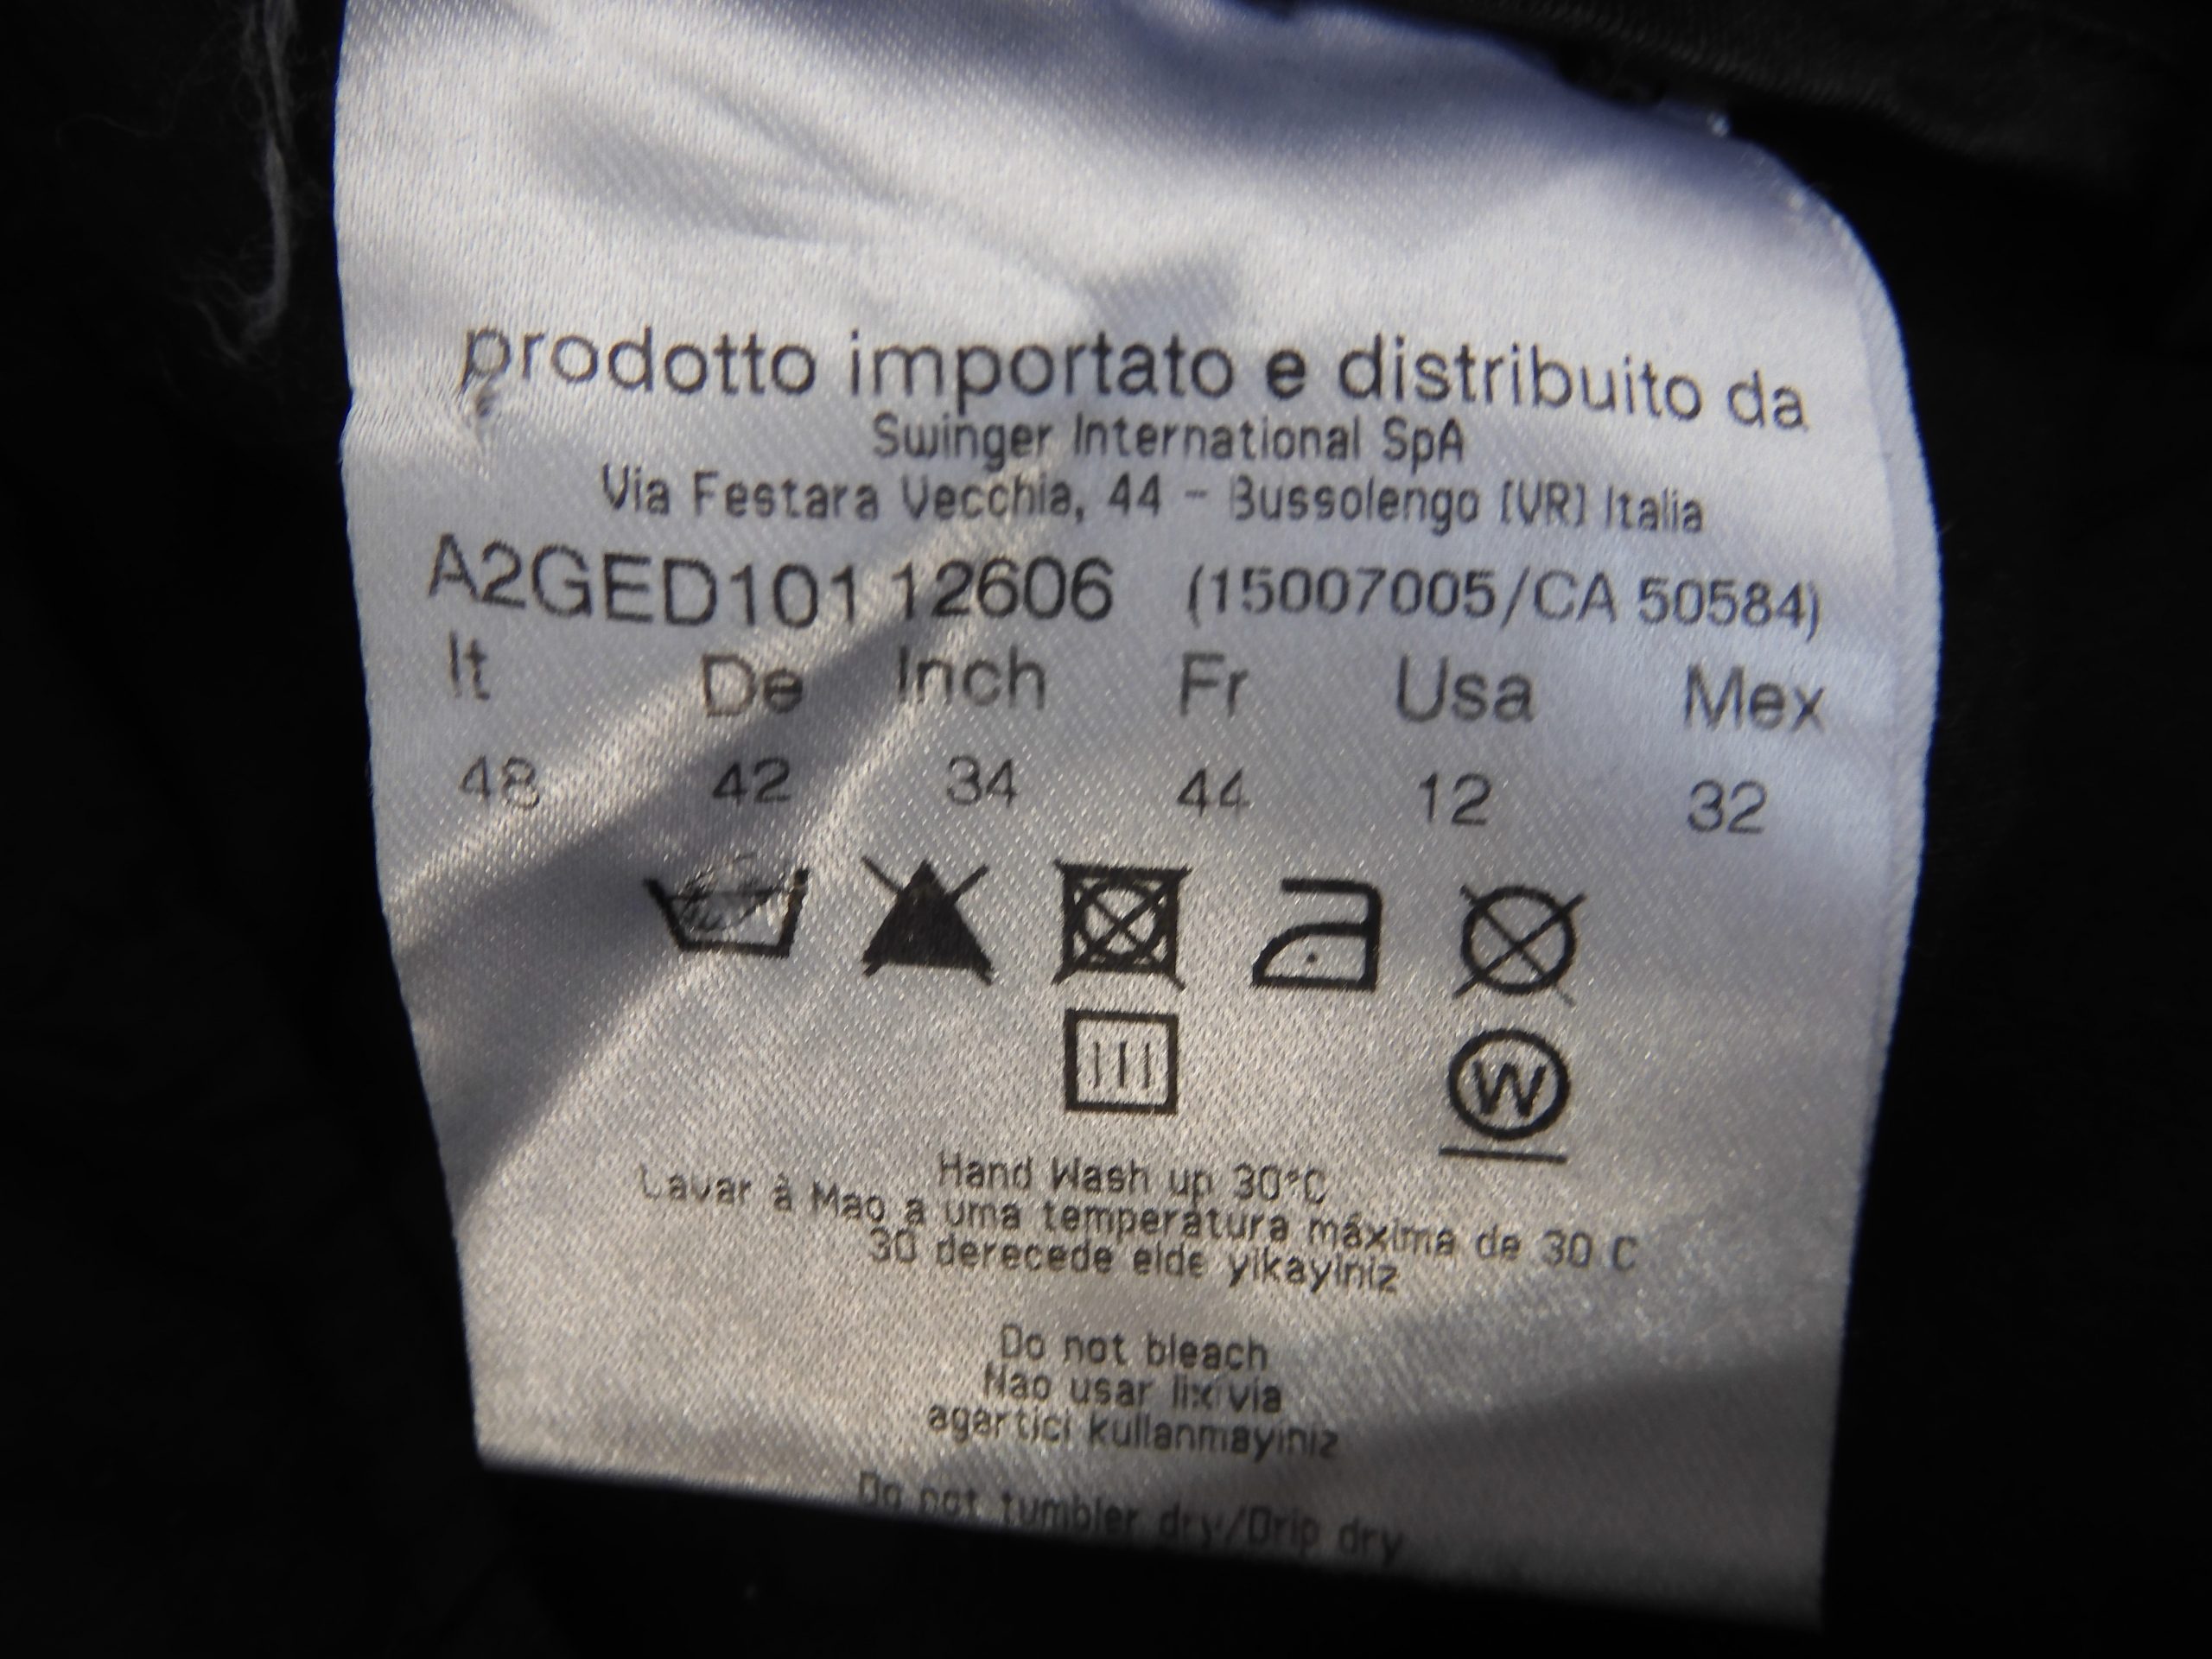 prodotto importato e distribuito da
Swinger International SpA
Via Festara Vecchia, 44 - Bussolengo [VR] Italia
A2GED101 12606 (15007005/CA 50584)
It De Inch Fr Usa Mex
48 42 34 44 12 32
W
Hand Wash up 30°C
Lavar à Mao a uma temperatura máxima de 30 C
30 derecede elde yikayiniz
Do not bleach
Nao usar lixivia
agartici kullanmayiniz
Do not tumbler dry/Drip dry